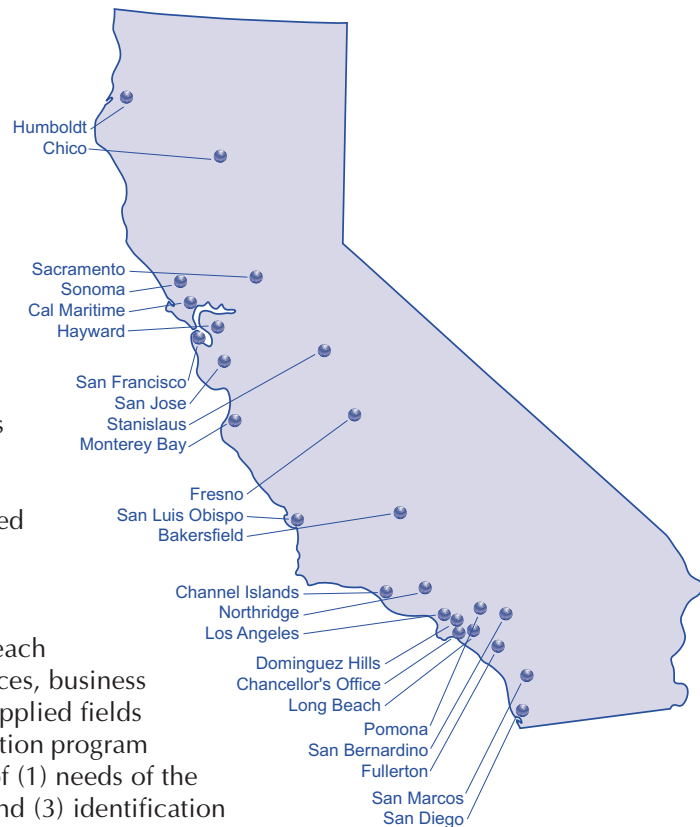 Humboldt
Chico
Sacramento
Sonoma
Cal Maritime
Hayward
San Francisco
San Jose
Stanislaus
Monterey Bay
Fresno
San Luis Obispo
Bakersfield
Channel Islands
Northridge
Los Angeles
Dominguez Hills
Chancellor's Office
Long Beach
Pomona
San Bernardino
Fullerton
San Marcos
San Diego
s
ed
each
ces, business
pplied fields
tion program
of (1) needs of the
nd (3) identification